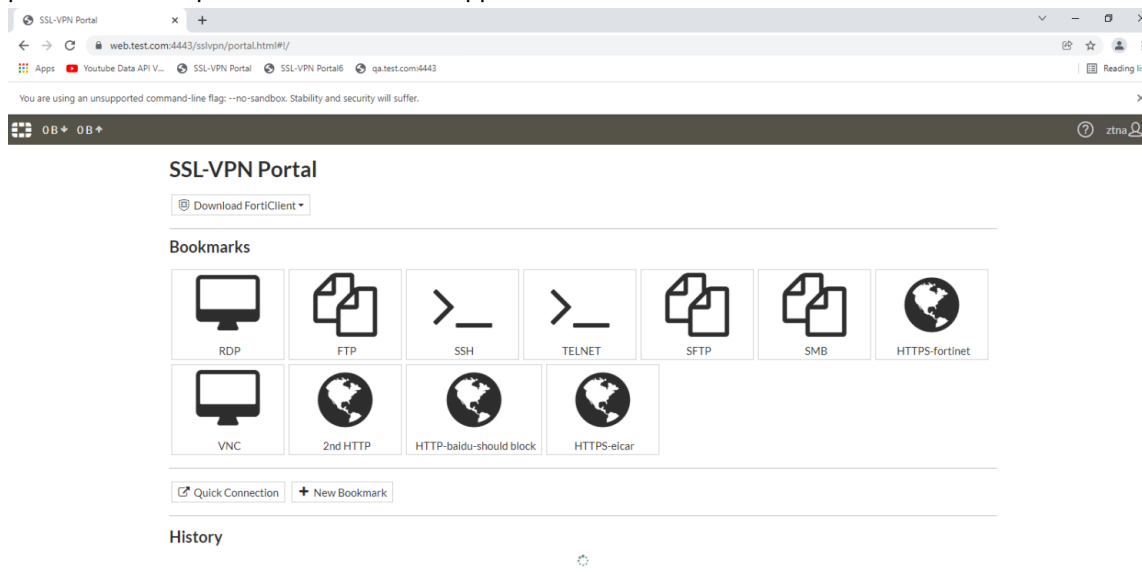 SSL-VPN Portal
web.test.com:4443/sslvpn/portal.html#!/
Apps Youtube Data API V... SSL-VPN Portal SSL-VPN Portal6 qa.test.com:4443 Reading li
You are using an unsupported command-line flag: --no-sandbox. Stability and security will suffer.
0 B 0 B ztna
SSL-VPN Portal
Download FortiClient
Bookmarks
RDP FTP SSH TELNET SFTP SMB HTTPS-fortinet
VNC 2nd HTTP HTTP-baidu-should block HTTPS-eicar
Quick Connection + New Bookmark
History